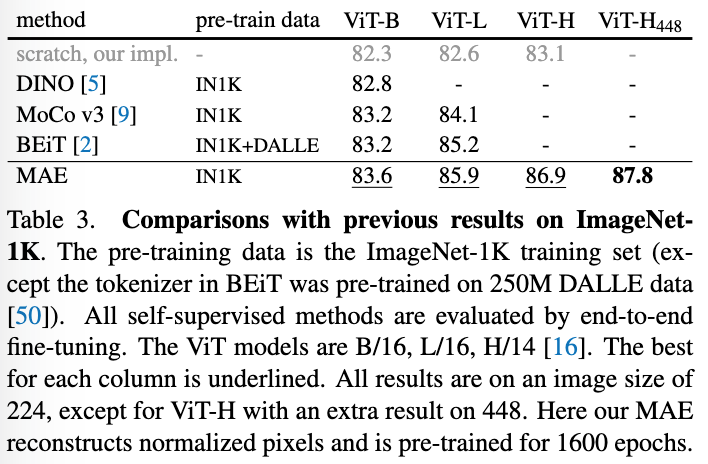 method pre-train data ViT-B ViT-L ViT-H ViT-H448
scratch, our impl. - 82.3 82.6 83.1 -
DINO [5] IN1K 82.8 - - -
MoCo v3 [9] IN1K 83.2 84.1 - -
BEiT [2] IN1K+DALLE 83.2 85.2 - -
MAE IN1K 83.6 85.9 86.9 87.8
Table 3. Comparisons with previous results on ImageNet-
1K. The pre-training data is the ImageNet-1K training set (ex-
cept the tokenizer in BEiT was pre-trained on 250M DALLE data
[50]). All self-supervised methods are evaluated by end-to-end
fine-tuning. The ViT models are B/16, L/16, H/14 [16]. The best
for each column is underlined. All results are on an image size of
224, except for ViT-H with an extra result on 448. Here our MAE
reconstructs normalized pixels and is pre-trained for 1600 epochs.